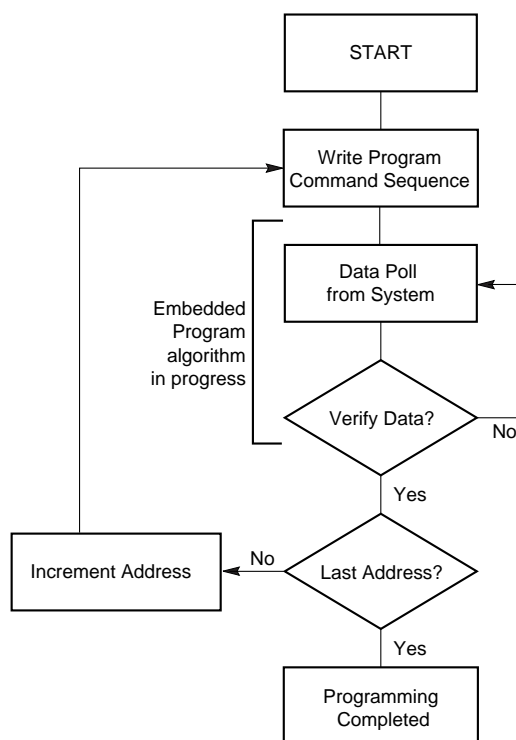 START
Write Program
Command Sequence
Data Poll
from System
Embedded
Program
algorithm
in progress
Verify Data?
No
Yes
No
Increment Address
Last Address?
Yes
Programming
Completed